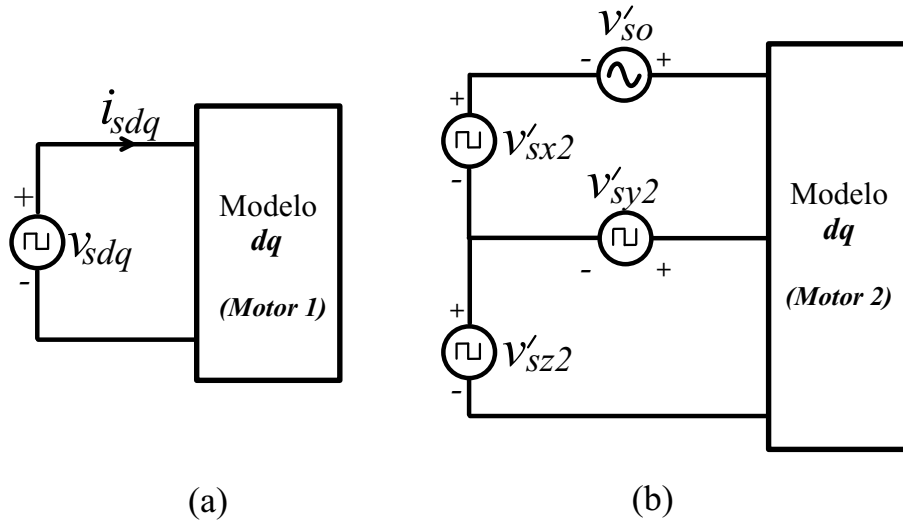 i_sdq
+
v_sdq
-
Modelo
dq
(Motor 1)
(a)
v'_so
- +
+
v'_sx2
-
v'_sy2
- +
+
v'_sz2
-
Modelo
dq
(Motor 2)
(b)